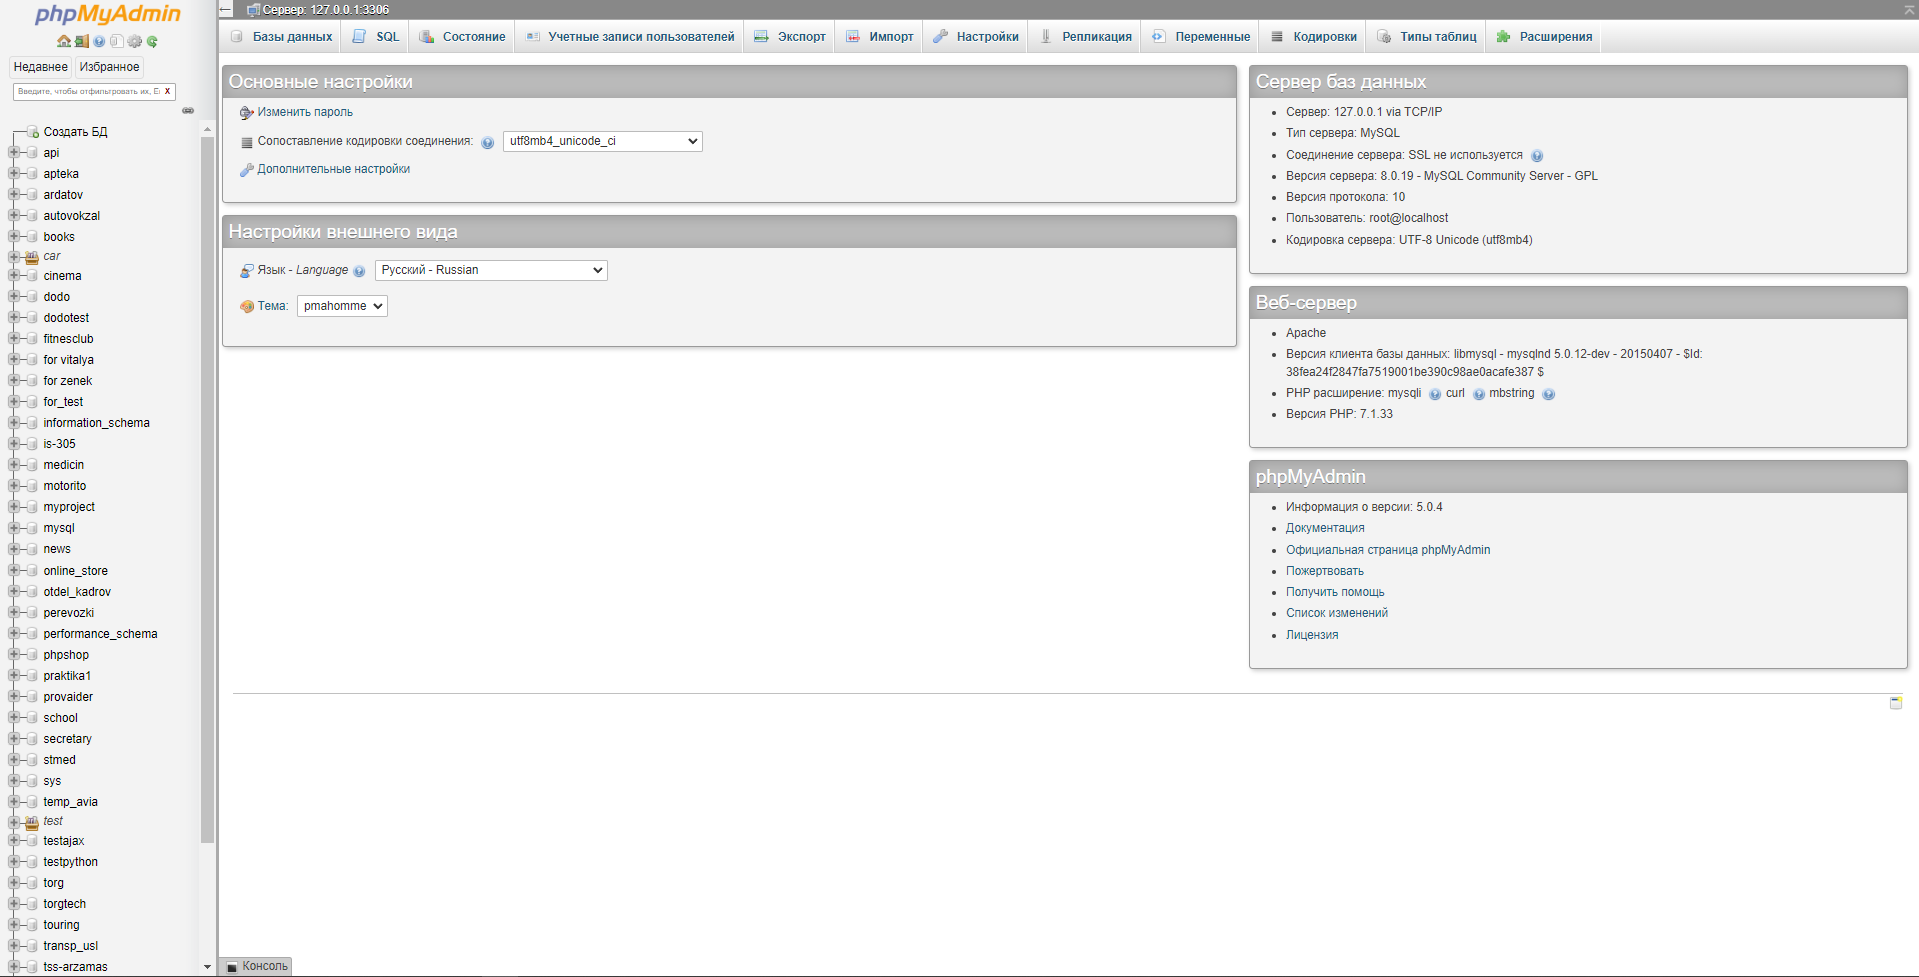 phpMyAdmin
Недавнее Избранное
Введите, чтобы отфильтровать их, Е X
Создать БД
api
apteka
ardatov
autovokzal
books
car
cinema
dodo
dodotest
fitnesclub
for vitalya
for zenek
for_test
information_schema
is-305
medicin
motorito
myproject
mysql
news
online_store
otdel_kadrov
perevozki
performance_schema
phpshop
praktika1
provaider
school
secretary
stmed
sys
temp_avia
test
testajax
testpython
torg
torgtech
touring
transp_usl
tss-arzamas
Сервер: 127.0.0.1:3306
Базы данных SQL Состояние Учетные записи пользователей Экспорт Импорт Настройки Репликация Переменные Кодировки Типы таблиц Расширения
Основные настройки
Изменить пароль
Сопоставление кодировки соединения: utf8mb4_unicode_ci
Дополнительные настройки
Настройки внешнего вида
Язык - Language Русский - Russian
Тема: pmahomme
Сервер баз данных
Сервер: 127.0.0.1 via TCP/IP
Тип сервера: MySQL
Соединение сервера: SSL не используется
Версия сервера: 8.0.19 - MySQL Community Server - GPL
Версия протокола: 10
Пользователь: root@localhost
Кодировка сервера: UTF-8 Unicode (utf8mb4)
Веб-сервер
Apache
Версия клиента базы данных: libmysql - mysqlnd 5.0.12-dev - 20150407 - $Id:
38fea24f2847fa7519001be390c98ae0acafe387 $
PHP расширение: mysqli curl mbstring
Версия PHP: 7.1.33
phpMyAdmin
Информация о версии: 5.0.4
Документация
Официальная страница phpMyAdmin
Пожертвовать
Получить помощь
Список изменений
Лицензия
Консоль